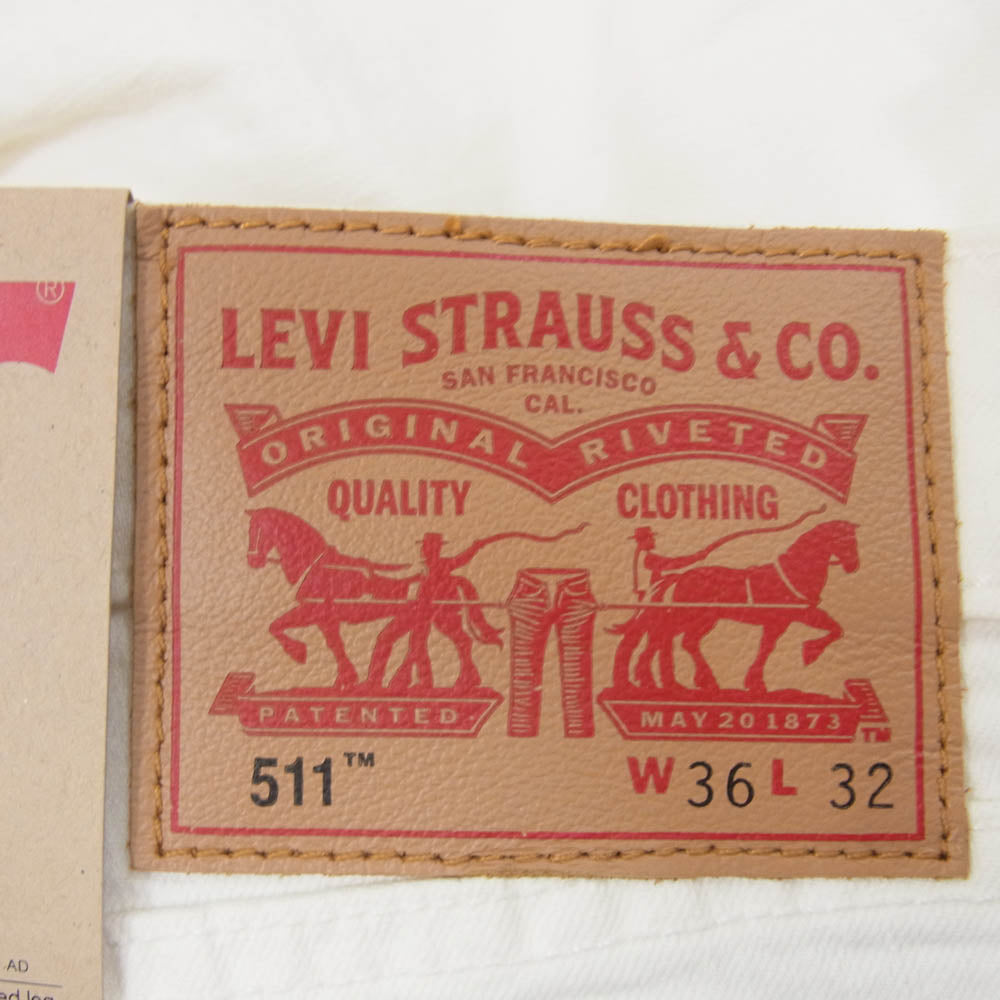 ®
LEVI STRAUSS & CO.
SAN FRANCISCO
CAL.
ORIGINAL RIVETED
QUALITY CLOTHING
PATENTED MAY 20 1873 ™
511™ W 36 L 32
AD
leg